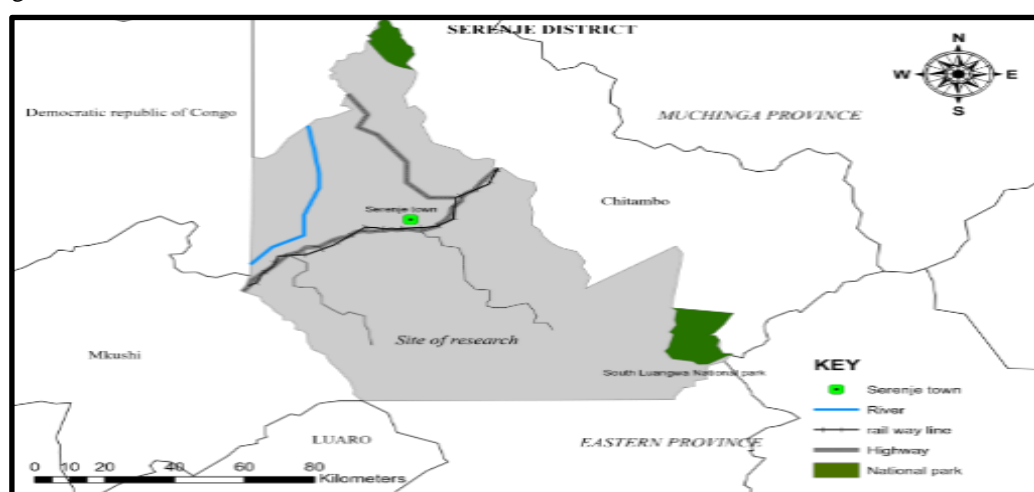 SERENJE DISTRICT
N
W E
S
Democratic republic of Congo
MUCHINGA PROVINCE
Chitambo
Serenje town
Site of research
Mkushi
South Luangwa National park
LUARO
EASTERN PROVINCE
KEY
Serenje town
River
rail way line
Highway
National park
0 5 10 20 40 60 80
Kilometers